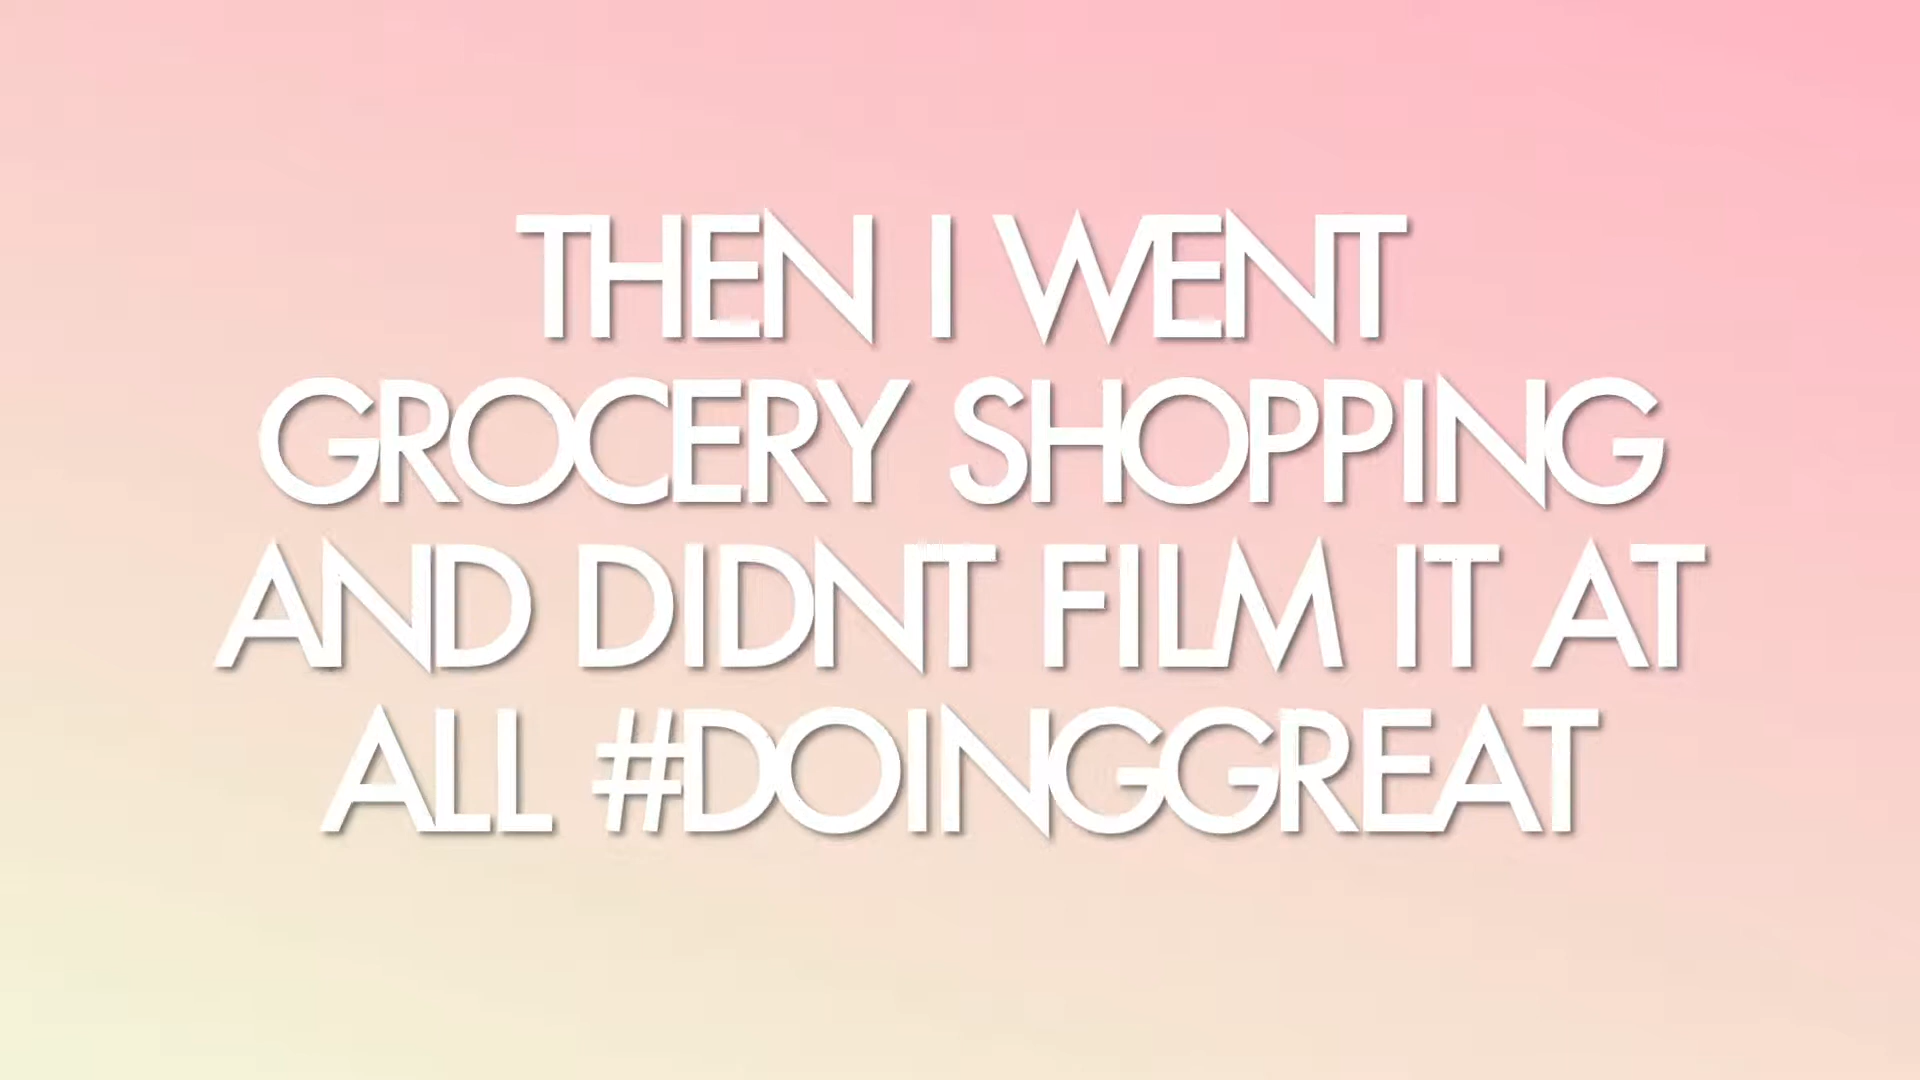 THEN I WENT
GROCERY SHOPPING
AND DIDNT FILM IT AT
ALL #DOINGGREAT